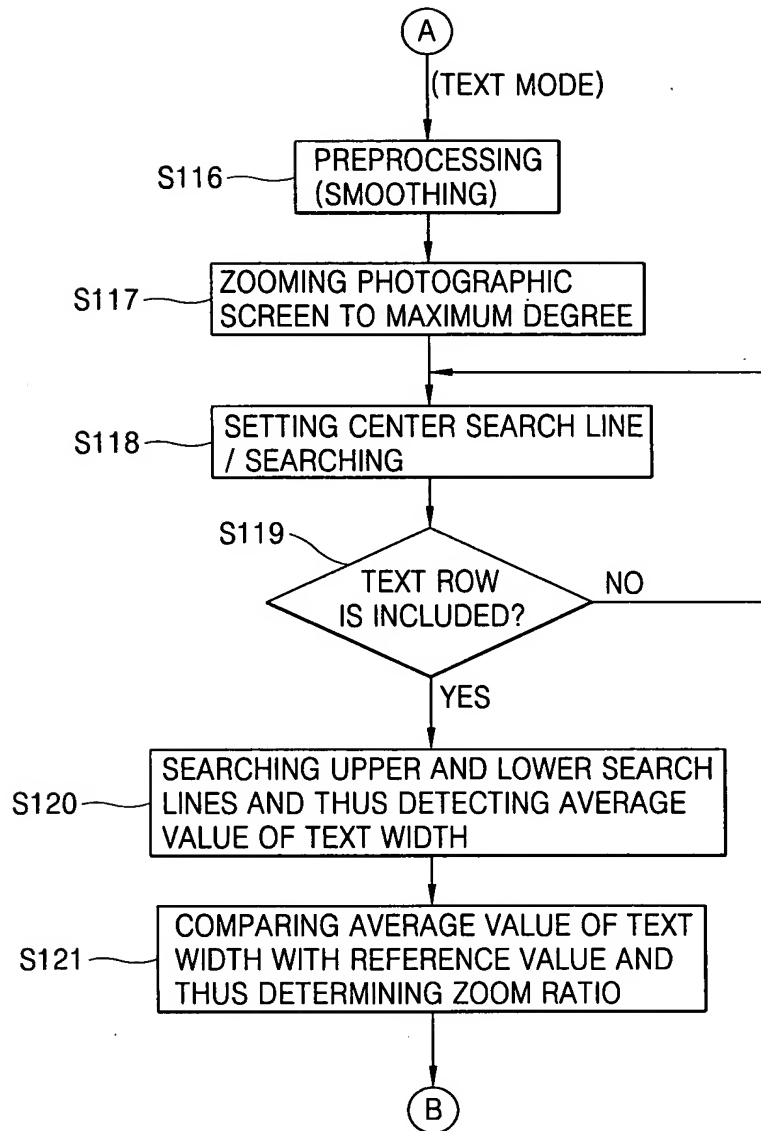 A
(TEXT MODE)
S116
PREPROCESSING
(SMOOTHING)
S117
ZOOMING PHOTOGRAPHIC
SCREEN TO MAXIMUM DEGREE
S118
SETTING CENTER SEARCH LINE
/ SEARCHING
S119
TEXT ROW
IS INCLUDED?
NO
YES
S120
SEARCHING UPPER AND LOWER SEARCH
LINES AND THUS DETECTING AVERAGE
VALUE OF TEXT WIDTH
S121
COMPARING AVERAGE VALUE OF TEXT
WIDTH WITH REFERENCE VALUE AND
THUS DETERMINING ZOOM RATIO
B